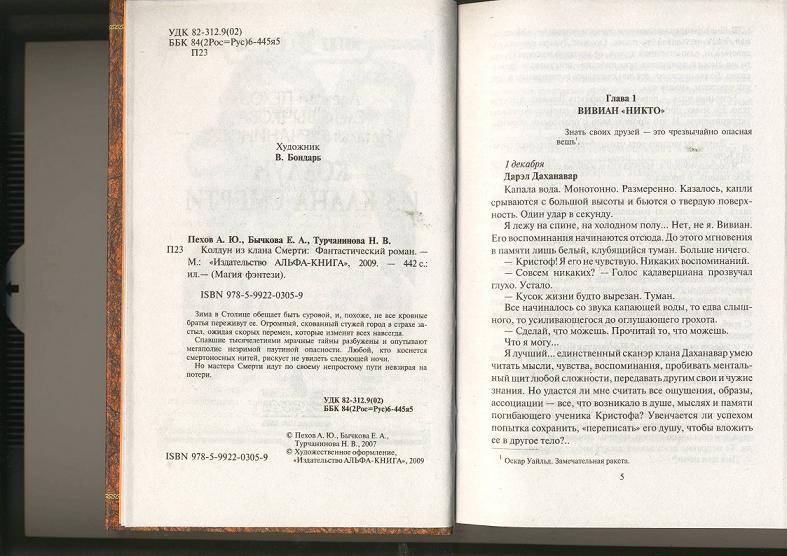 УДК 82-312.9(02)
ББК 84(2Рос=Рус)6-445я5
П23
Художник
В. Бондарь
Пехов А. Ю., Бычкова Е. А., Турчанинова Н. В.
П23 Колдун из клана Смерти: Фантастический роман. —
М.: «Издательство АЛЬФА-КНИГА», 2009. — 442 с.:
ил.— (Магия фэнтези).
ISBN 978-5-9922-0305-9
Зима в Столице обещает быть суровой, и, похоже, не все кровные
братья переживут ее. Огромный, скованный стужей город в страхе за-
стыл, ожидая скорых перемен, которые изменят всех навсегда.
Спавшие тысячелетиями мрачные тайны разбужены и опутывают
мегаполис незримой паутиной опасности. Любой, кто коснется
смертоносных нитей, рискует не увидеть следующей ночи.
Но мастера Смерти идут по своему непростому пути невзирая на
потери.
УДК 82-312.9(02)
ББК 84(2Рос=Рус)6-445я5
© Пехов А. Ю., Бычкова Е. А.,
Турчанинова Н. В., 2007
© Художественное оформление,
ISBN 978-5-9922-0305-9 «Издательство АЛЬФА-КНИГА», 2009
Глава 1
ВИВИАН «НИКТО»
Знать своих друзей — это чрезвычайно опасная
вещь1.
1 декабря
Дарэл Даханавар
Капала вода. Монотонно. Размеренно. Казалось, капли
срываются с большой высоты и бьются о твердую поверх-
ность. Один удар в секунду.
Я лежу на спине, на холодном полу... Нет, не я. Вивиан.
Его воспоминания начинаются отсюда. До этого мгновения
в памяти лишь белый, клубящийся туман. Больше ничего.
— Кристоф! Я его не чувствую. Никаких воспоминаний.
— Совсем никаких? — Голос кадаверциана прозвучал
глухо. Устало.
— Кусок жизни будто вырезан. Туман.
Все начиналось со звука капающей воды, то едва слыш-
ного, то усиливающегося до оглушающего грохота.
— Сделай, что можешь. Прочитай то, что можешь.
Что я могу...
Я лучший... единственный сканэр клана Даханавар умею
читать мысли, чувства, воспоминания, пробивать менталь-
ный щит любой сложности, передавать другим свои и чужие
знания. Но удастся ли мне считать все ощущения, образы,
ассоциации — все, что возникало в душе, мыслях и памяти
погибающего ученика Кристофа? Увенчается ли успехом
попытка сохранить, «переписать» его душу, чтобы вложить
ее в другое тело?..
1 Оскар Уайльд. Замечательная ракета.
5